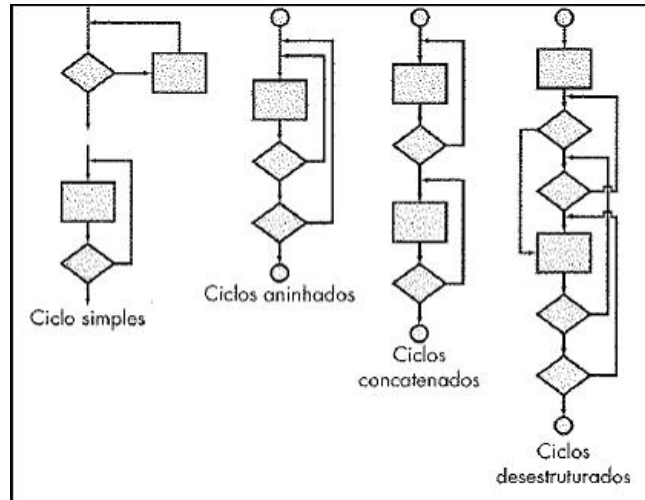 Ciclo simples
Ciclos aninhados
Ciclos
concatenados
Ciclos
desestruturados